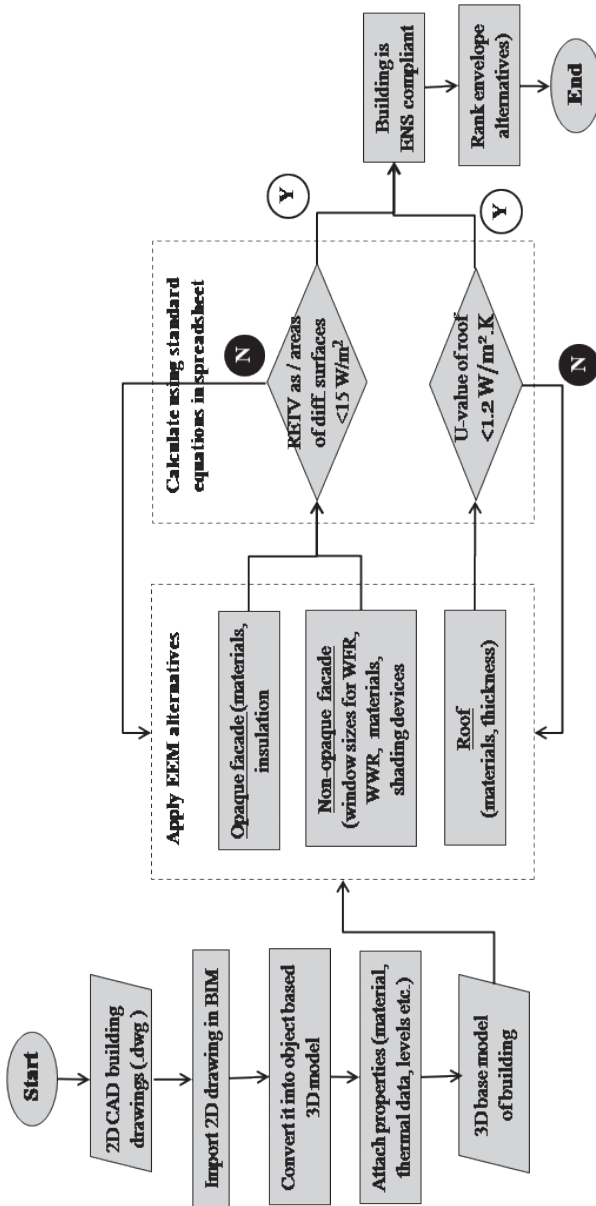 Start
2D CAD building
drawings (.dwg)
Import 2D drawing in BIM
Convert it into object based
3D model
Attach properties (material,
thermal data, levels etc.)
3D base model
of building
Apply EEM alternatives
Opaque facade (materials,
insulation
Non-opaque facade
(window sizes for WFR,
WWR, materials,
shading devices
Roof
(materials, thickness)
Calculate using standard
equations in spreadsheet
N
RETV as / areas
of diff. surfaces
<15 W/m²
U-value of roof
<1.2 W/m².K
N
Y
Y
Building is
ENS compliant
Rank envelope
alternatives)
End